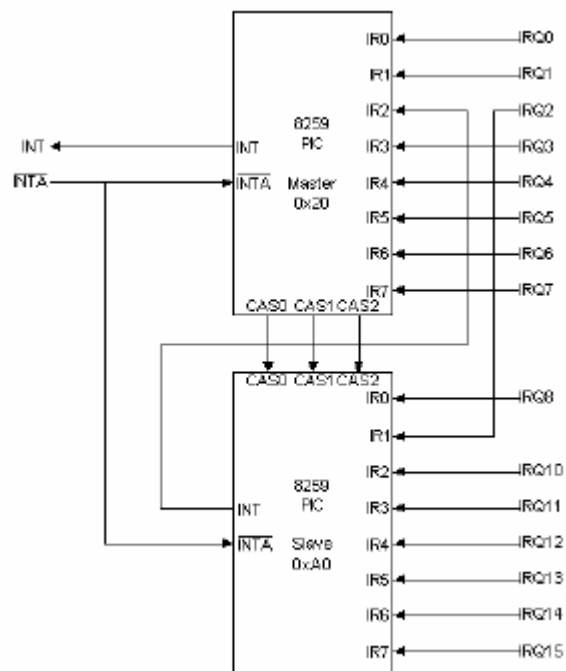 IR0 IRQ0
IR1 IRQ1
IR2 IRQ2
8259
INT INT PIC IR3 IRQ3
INTA INTA Master IR4 IRQ4
0x20
IR5 IRQ5
IR6 IRQ6
IR7 IRQ7
CAS0 CAS1 CAS2
CAS0 CAS1 CAS2
IR0 IRQ8
IR1
IR2 IRQ10
8259
INT PIC IR3 IRQ11
INTA Slave IR4 IRQ12
0xA0
IR5 IRQ13
IR6 IRQ14
IR7 IRQ15